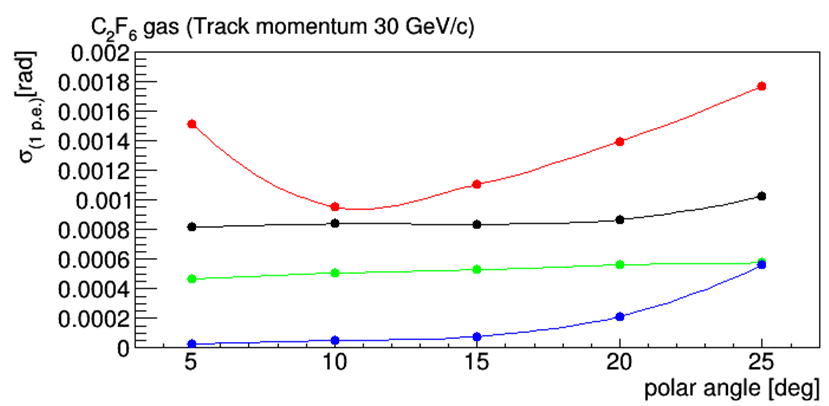 C₂F₆ gas (Track momentum 30 GeV/c)
σ(1 p.e.)[rad]
0.002
0.0018
0.0016
0.0014
0.0012
0.001
0.0008
0.0006
0.0004
0.0002
0
5 10 15 20 25
polar angle [deg]